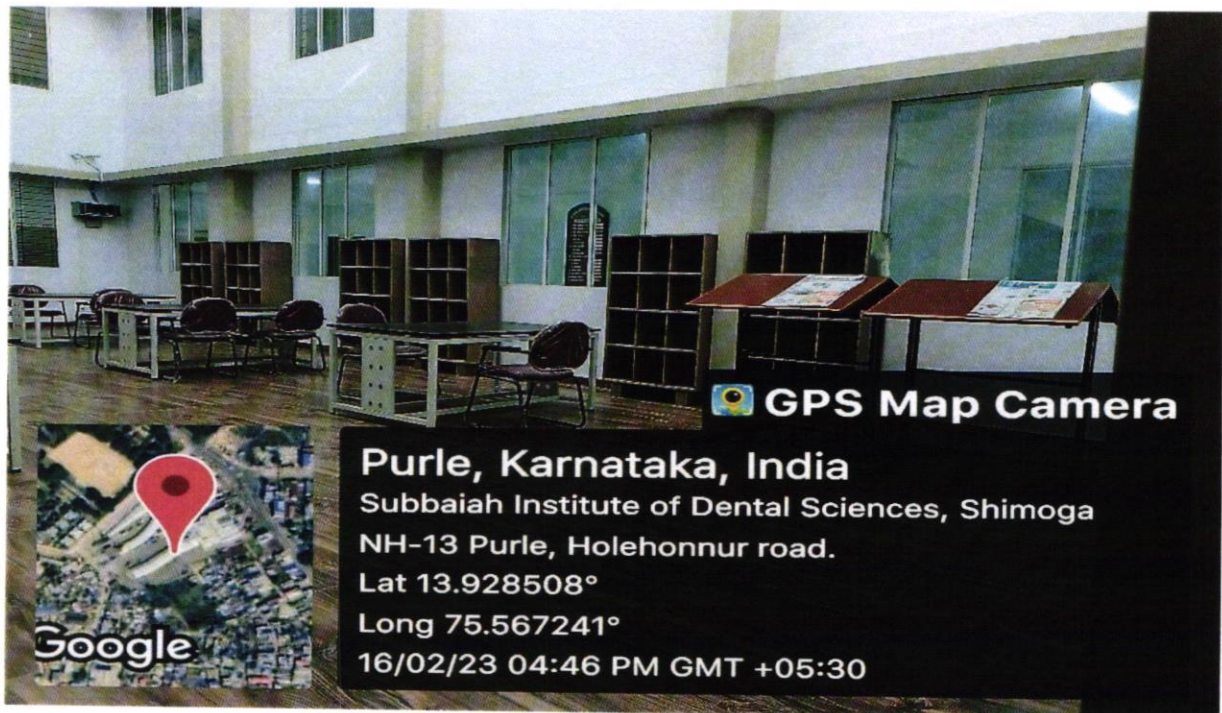 GPS Map Camera
Purle, Karnataka, India
Subbaiah Institute of Dental Sciences, Shimoga
NH-13 Purle, Holehonnur road.
Lat 13.928508°
Long 75.567241°
16/02/23 04:46 PM GMT +05:30
Google